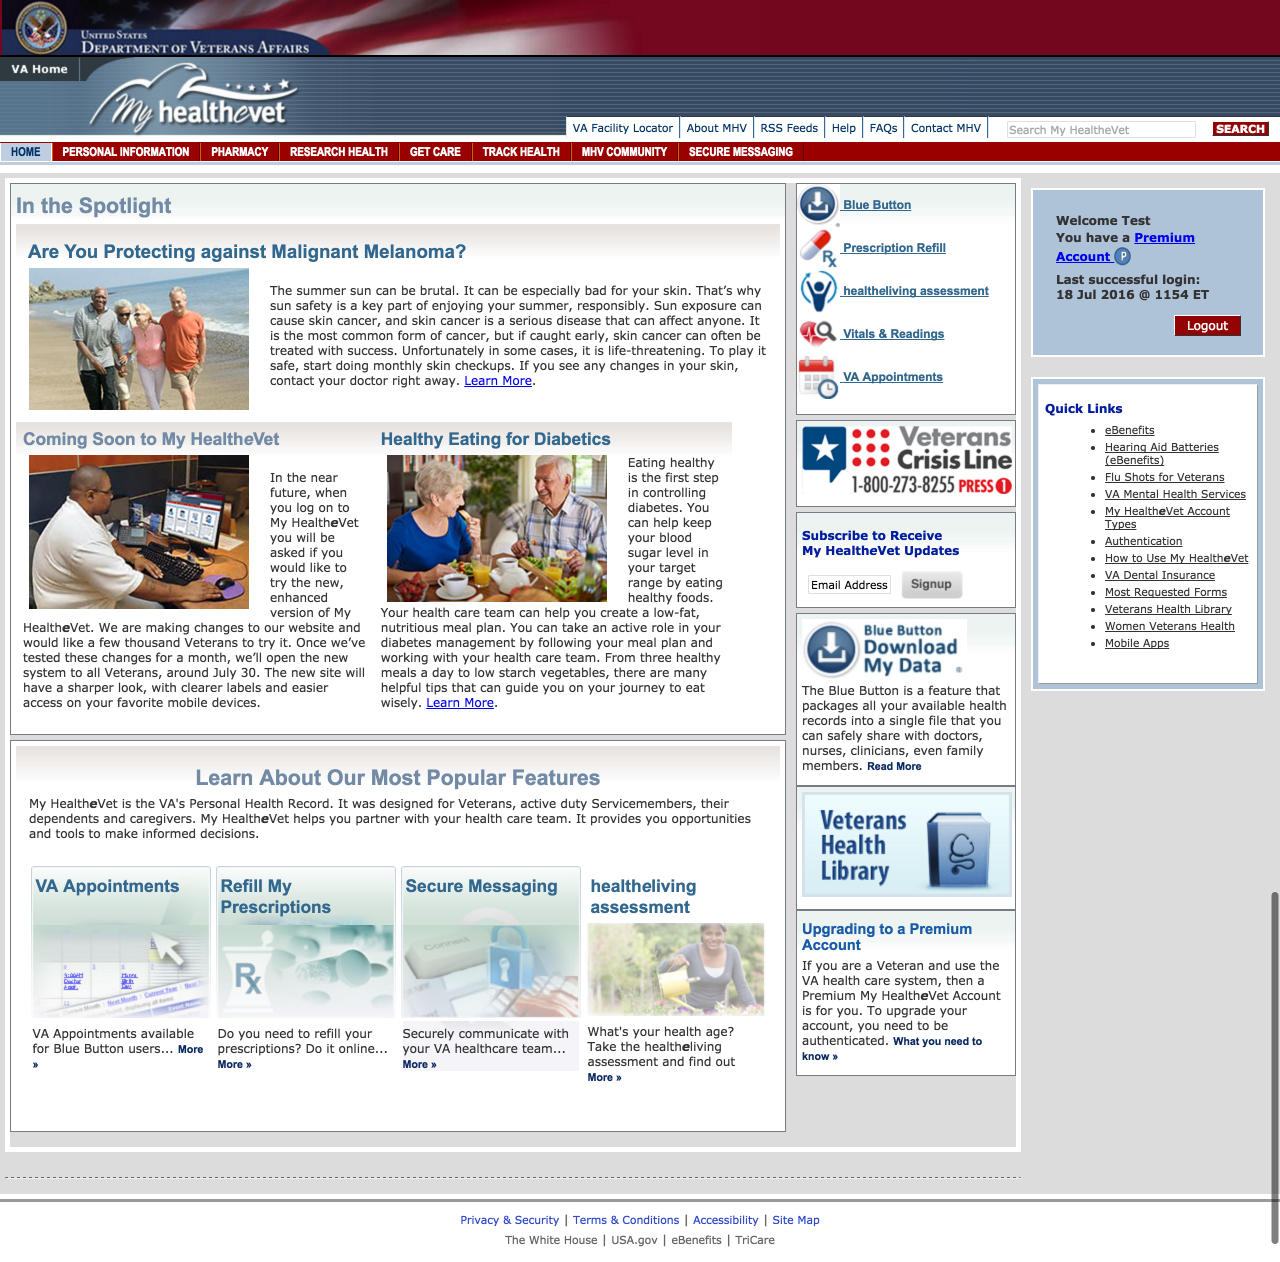 UNITED STATES
DEPARTMENT OF VETERANS AFFAIRS
VA Home
My healthevet
VA Facility Locator
About MHV
RSS Feeds
Help
FAQs
Contact MHV
Search My HealtheVet
SEARCH
HOME
PERSONAL INFORMATION
PHARMACY
RESEARCH HEALTH
GET CARE
TRACK HEALTH
MHV COMMUNITY
SECURE MESSAGING
In the Spotlight
Are You Protecting against Malignant Melanoma?
The summer sun can be brutal. It can be especially bad for your skin. That’s why
sun safety is a key part of enjoying your summer, responsibly. Sun exposure can
cause skin cancer, and skin cancer is a serious disease that can affect anyone. It
is the most common form of cancer, but if caught early, skin cancer can often be
treated with success. Unfortunately in some cases, it is life-threatening. To play it
safe, start doing monthly skin checkups. If you see any changes in your skin,
contact your doctor right away. Learn More.
Coming Soon to My HealtheVet
In the near
future, when
you log on to
My HealtheVet
you will be
asked if you
would like to
try the new,
enhanced
version of My
HealtheVet. We are making changes to our website and
would like a few thousand Veterans to try it. Once we’ve
tested these changes for a month, we’ll open the new
system to all Veterans, around July 30. The new site will
have a sharper look, with clearer labels and easier
access on your favorite mobile devices.
Healthy Eating for Diabetics
Eating healthy
is the first step
in controlling
diabetes. You
can help keep
your blood
sugar level in
your target
range by eating
healthy foods.
Your health care team can help you create a low-fat,
nutritious meal plan. You can take an active role in your
diabetes management by following your meal plan and
working with your health care team. From three healthy
meals a day to low starch vegetables, there are many
helpful tips that can guide you on your journey to eat
wisely. Learn More.
Learn About Our Most Popular Features
My HealtheVet is the VA's Personal Health Record. It was designed for Veterans, active duty Servicemembers, their
dependents and caregivers. My HealtheVet helps you partner with your health care team. It provides you opportunities
and tools to make informed decisions.
VA Appointments
VA Appointments available
for Blue Button users... More
»
Refill My
Prescriptions
Rx
Do you need to refill your
prescriptions? Do it online...
More »
Secure Messaging
Connect
Securely communicate with
your VA healthcare team...
More »
healtheliving
assessment
What's your health age?
Take the healtheliving
assessment and find out
More »
Blue Button
Prescription Refill
healtheliving assessment
Vitals & Readings
VA Appointments
Veterans
Crisis Line
1-800-273-8255 PRESS 1
Subscribe to Receive
My HealtheVet Updates
Email Address
Signup
Blue Button
Download
My Data ®
The Blue Button is a feature that
packages all your available health
records into a single file that you
can safely share with doctors,
nurses, clinicians, even family
members. Read More
Veterans
Health
Library
Upgrading to a Premium
Account
If you are a Veteran and use the
VA health care system, then a
Premium My HealtheVet Account
is for you. To upgrade your
account, you need to be
authenticated. What you need to
know »
Welcome Test
You have a Premium
Account P
Last successful login:
18 Jul 2016 @ 1154 ET
Logout
Quick Links
• eBenefits
• Hearing Aid Batteries
(eBenefits)
• Flu Shots for Veterans
• VA Mental Health Services
• My HealtheVet Account
Types
• Authentication
• How to Use My HealtheVet
• VA Dental Insurance
• Most Requested Forms
• Veterans Health Library
• Women Veterans Health
• Mobile Apps
Privacy & Security | Terms & Conditions | Accessibility | Site Map
The White House | USA.gov | eBenefits | TriCare